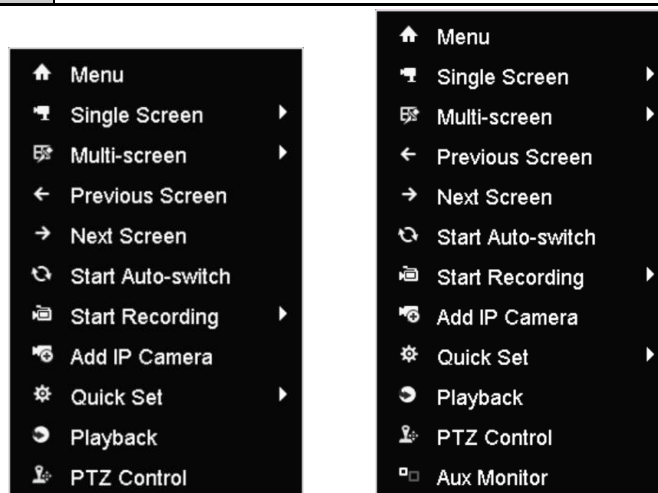 Menu
Single Screen
Multi-screen
Previous Screen
Next Screen
Start Auto-switch
Start Recording
Add IP Camera
Quick Set
Playback
PTZ Control
Menu
Single Screen
Multi-screen
Previous Screen
Next Screen
Start Auto-switch
Start Recording
Add IP Camera
Quick Set
Playback
PTZ Control
Aux Monitor